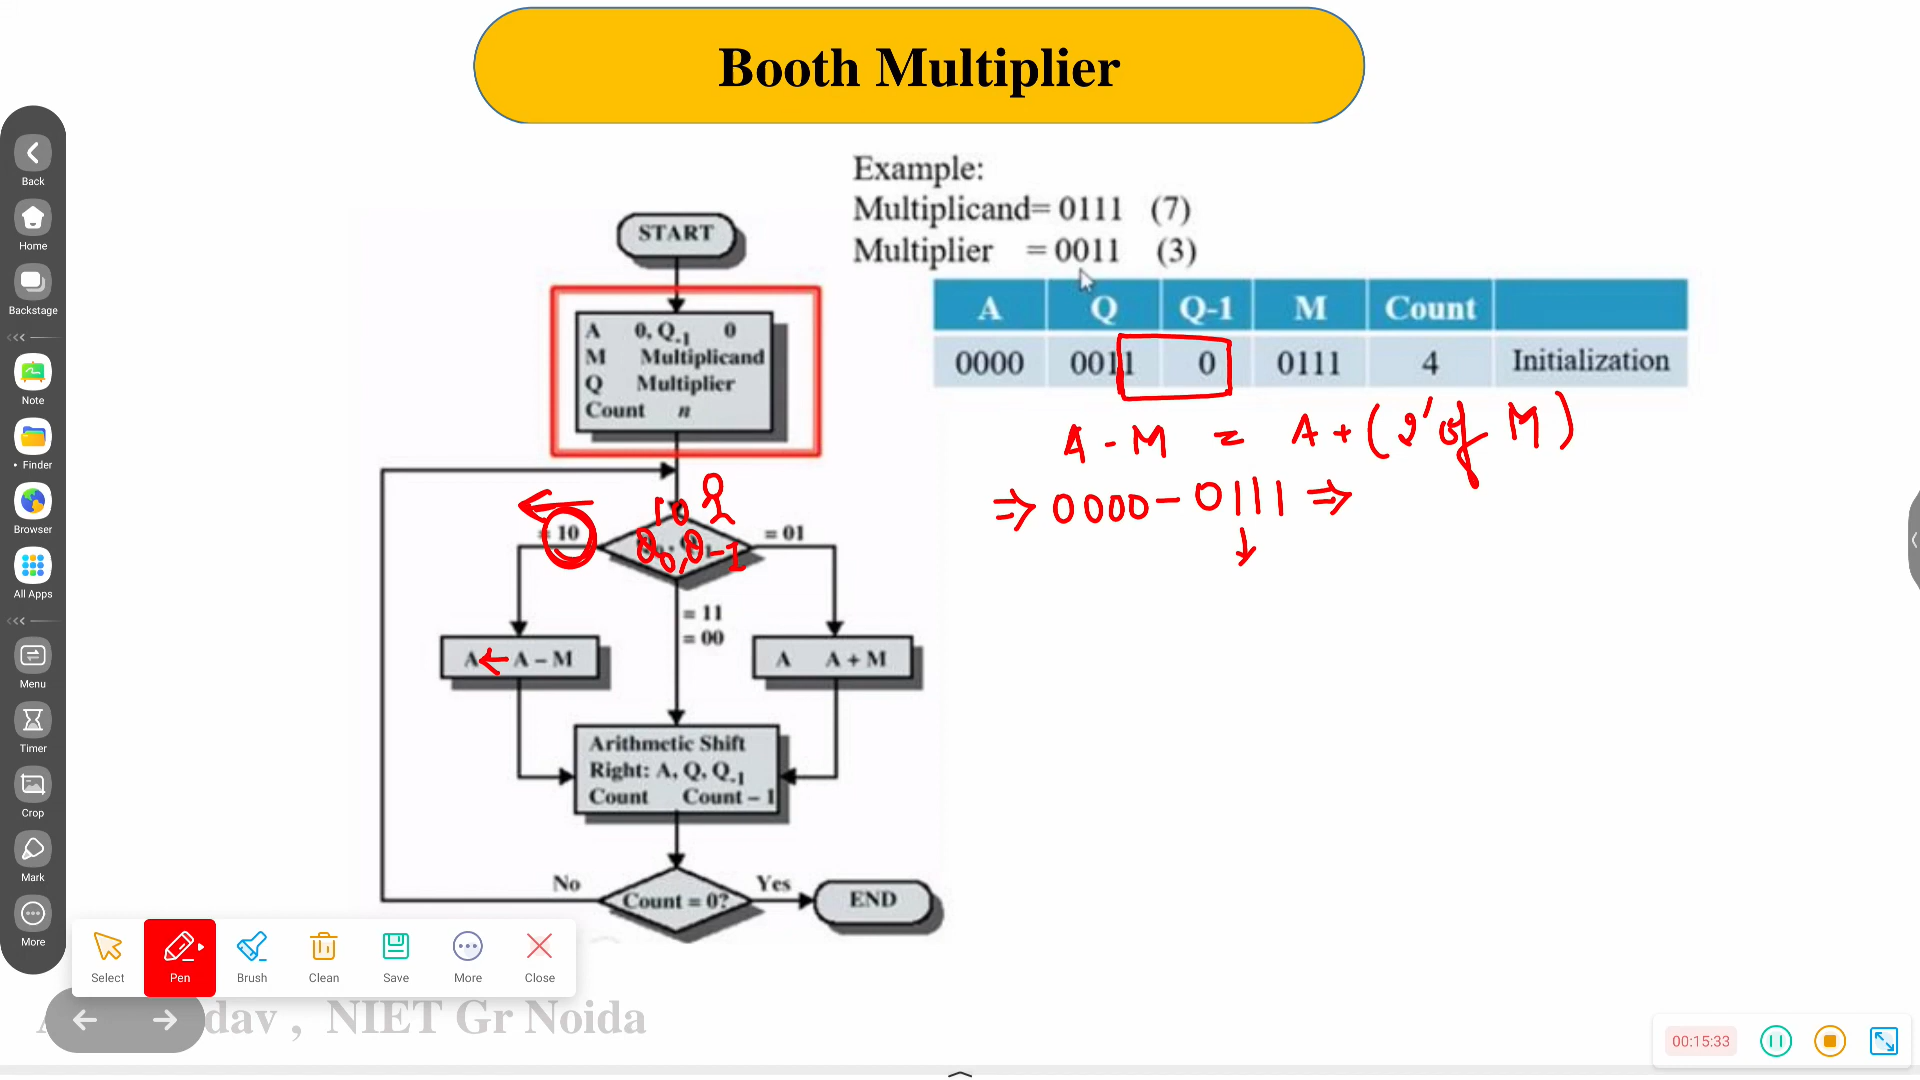 Booth Multiplier
Example:
Multiplicand= 0111 (7)
Multiplier = 0011 (3)
A Q Q-1 M Count
0000 0011 0 0111 4 Initialization
A - M = A + (2' of M)
⇒ 0000 - 0111 ⇒
↓
START
A 0, Q-1 0
M Multiplicand
Q Multiplier
Count n
10
= 10
Q0, Q-1
= 01
= 11
= 00
A ← A – M
A A + M
Arithmetic Shift
Right: A, Q, Q-1
Count Count – 1
No
Count = 0?
Yes
END
Back
Home
Backstage
Note
• Finder
Browser
All Apps
Menu
Timer
Crop
Mark
More
Select
Pen
Brush
Clean
Save
More
Close
dav , NIET Gr Noida
00:15:33